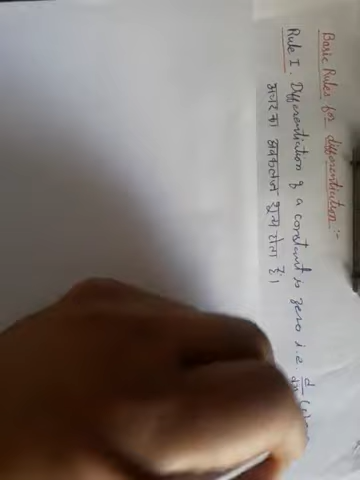 Basic Rules for differentiation:-
Rule I. Differentiation of a constant is zero i.e. d/dx (c)
अचर का अवकलन शून्य होता है।